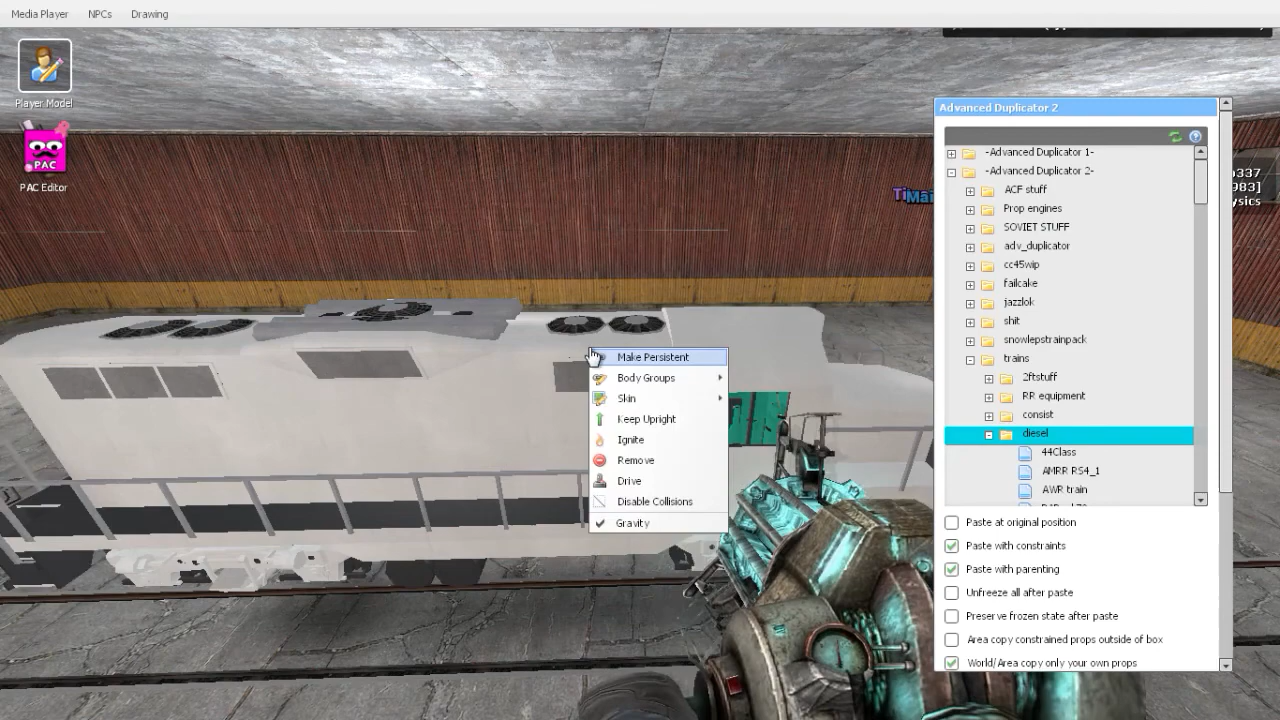 Media Player NPCs Drawing
Player Model
PAC
PAC Editor
Make Persistent
Body Groups
Skin
Keep Upright
Ignite
Remove
Drive
Disable Collisions
Gravity
Advanced Duplicator 2
-Advanced Duplicator 1-
-Advanced Duplicator 2-
ACF stuff
Prop engines
SOVIET STUFF
adv_duplicator
cc45wip
failcake
jazzlok
shit
snowlepstrainpack
trains
2ftstuff
RR equipment
consist
diesel
44Class
AMRR RS4_1
AWR train
Paste at original position
Paste with constraints
Paste with parenting
Unfreeze all after paste
Preserve frozen state after paste
Area copy constrained props outside of box
World/Area copy only your own props